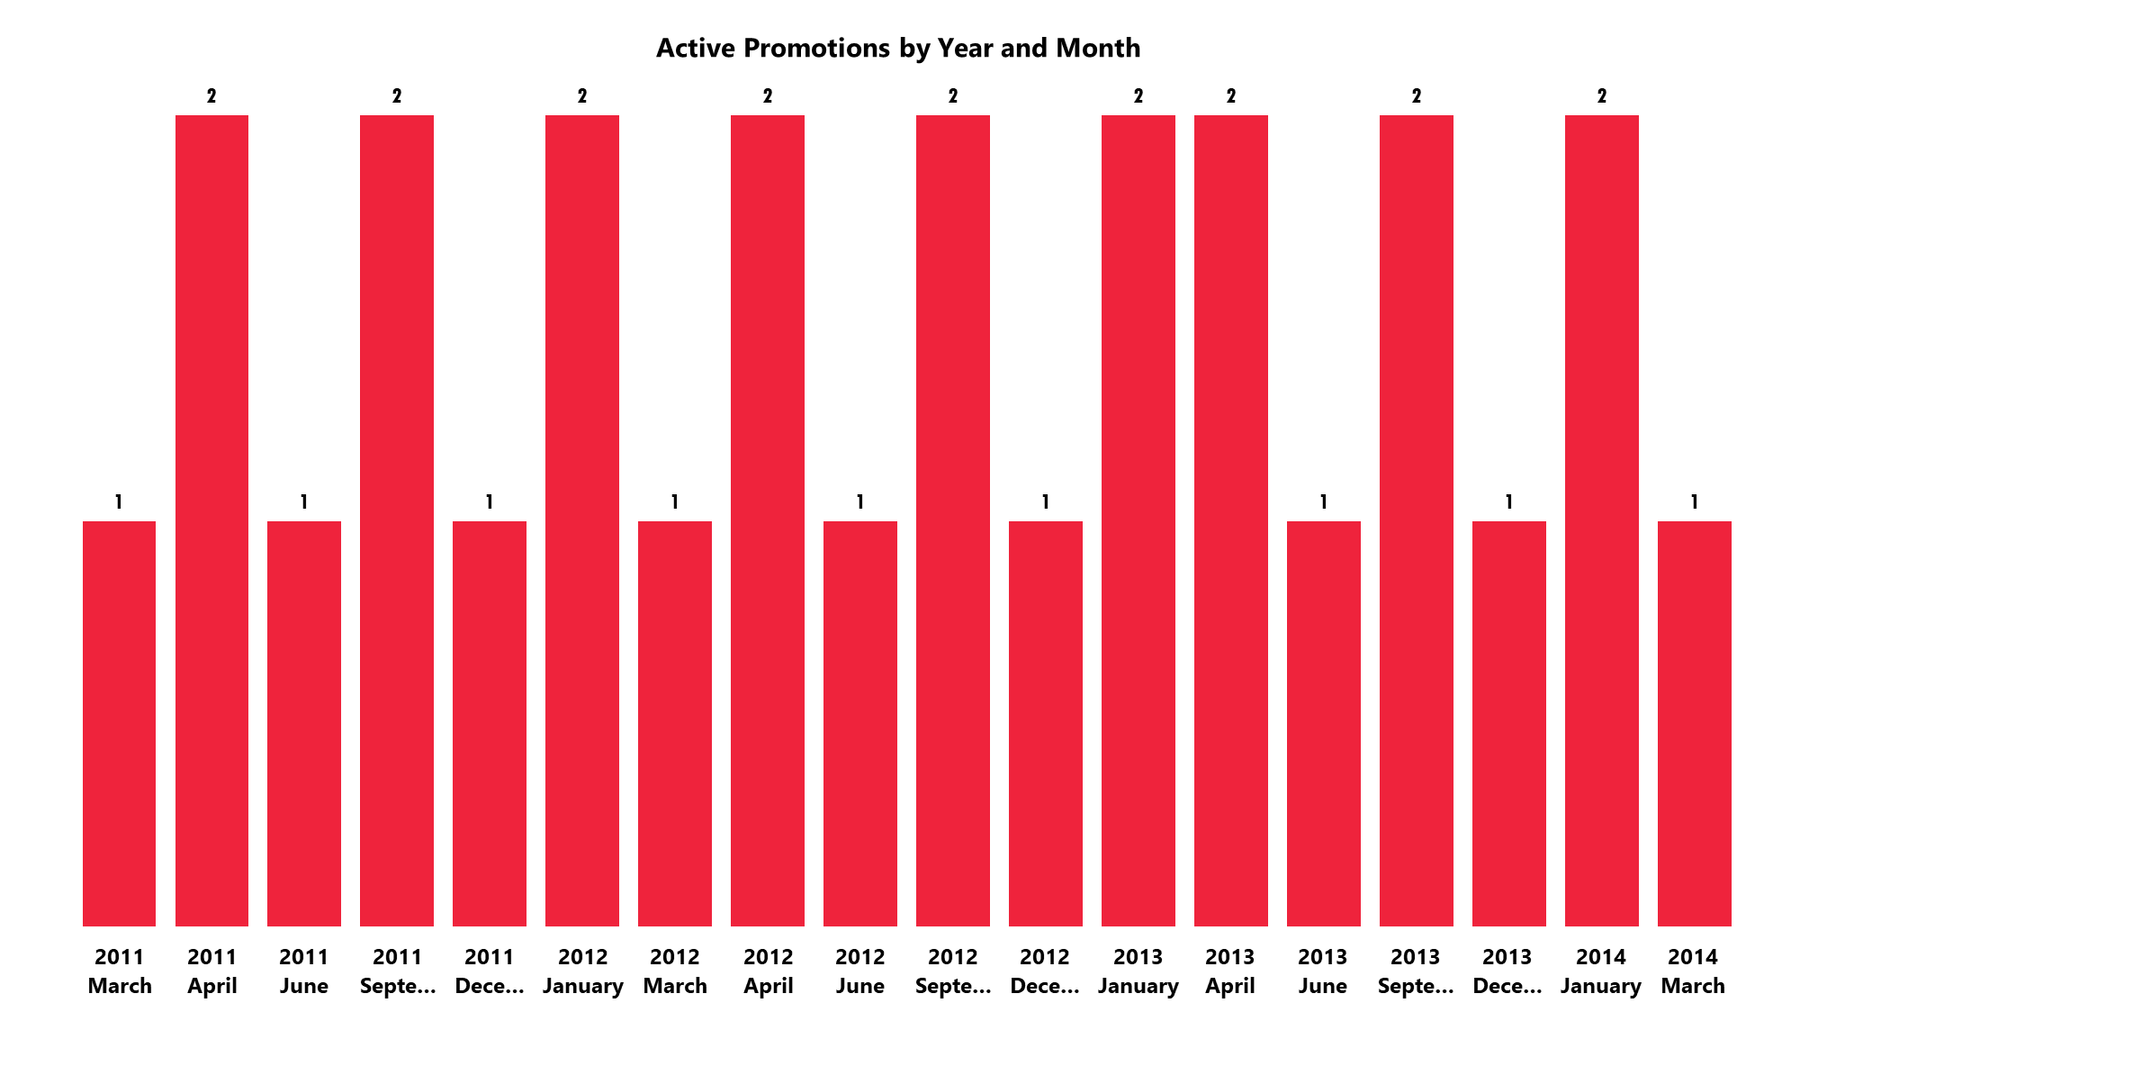 Active Promotions by Year and Month
2 2 2 2 2 2 2 2 2
1 1 1 1 1 1 1 1 1
2011 2011 2011 2011 2011 2012 2012 2012 2012 2012 2012 2013 2013 2013 2013 2013 2014 2014
March April June Septe... Dece... January March April June Septe... Dece... January April June Septe... Dece... January March